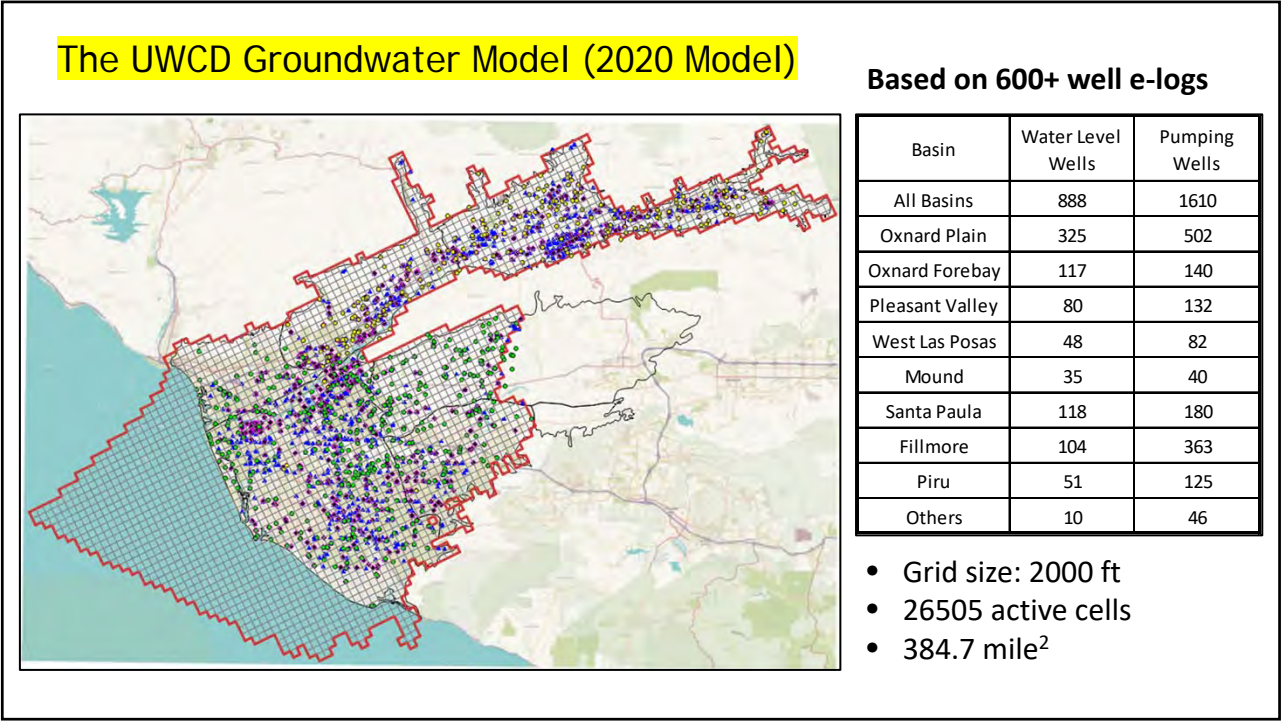 The UWCD Groundwater Model (2020 Model)
Based on 600+ well e-logs
Basin Water Level Wells Pumping Wells
All Basins 888 1610
Oxnard Plain 325 502
Oxnard Forebay 117 140
Pleasant Valley 80 132
West Las Posas 48 82
Mound 35 40
Santa Paula 118 180
Fillmore 104 363
Piru 51 125
Others 10 46
• Grid size: 2000 ft
• 26505 active cells
• 384.7 mile²